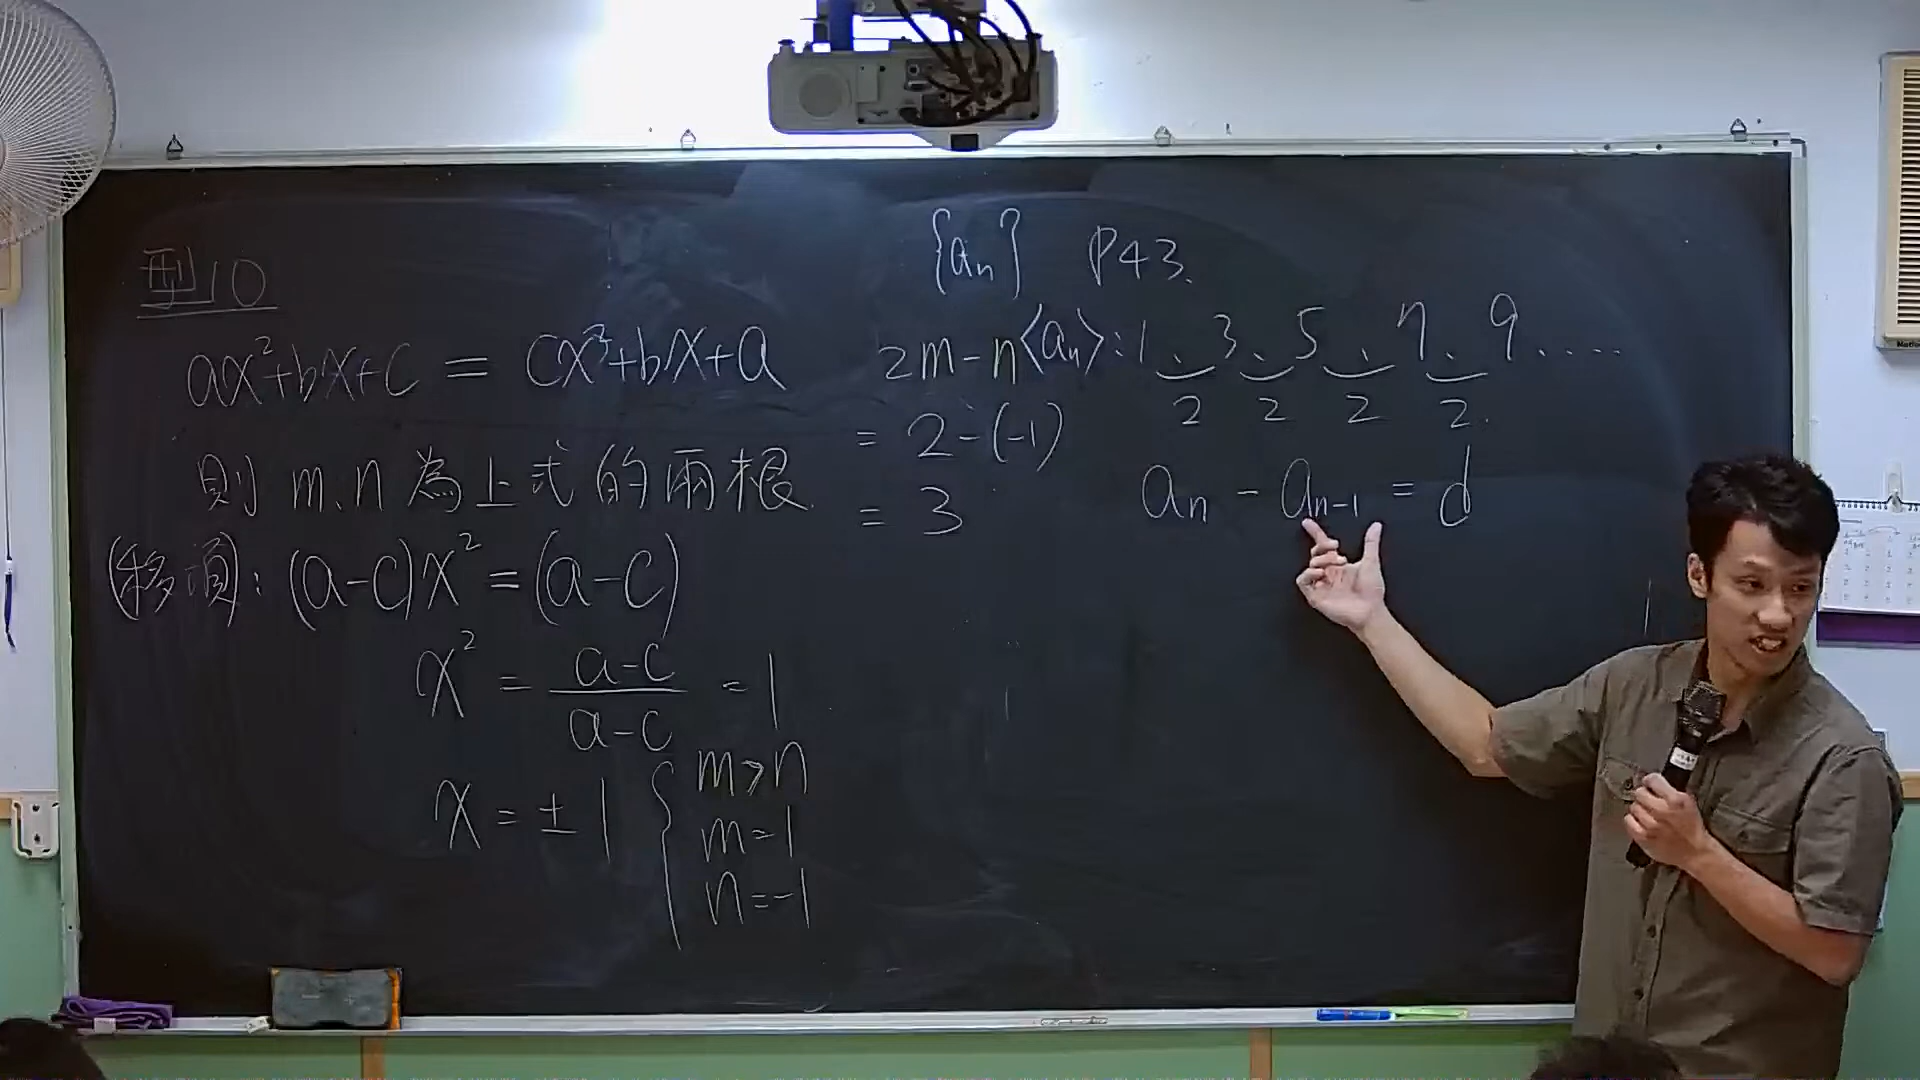 型10
ax²+bx+c = cx²+bx+a
則 m、n 為上式的兩根
(移項): (a-c)x² = (a-c)
x² = \frac{a-c}{a-c} = 1
x = ±1 { m>n
m=1
n=-1
2m-n
= 2-(-1)
= 3
{aₙ} P43.
⟨aₙ⟩: 1、3、5、7、9.....
2 2 2 2.
aₙ - aₙ₋₁ = d